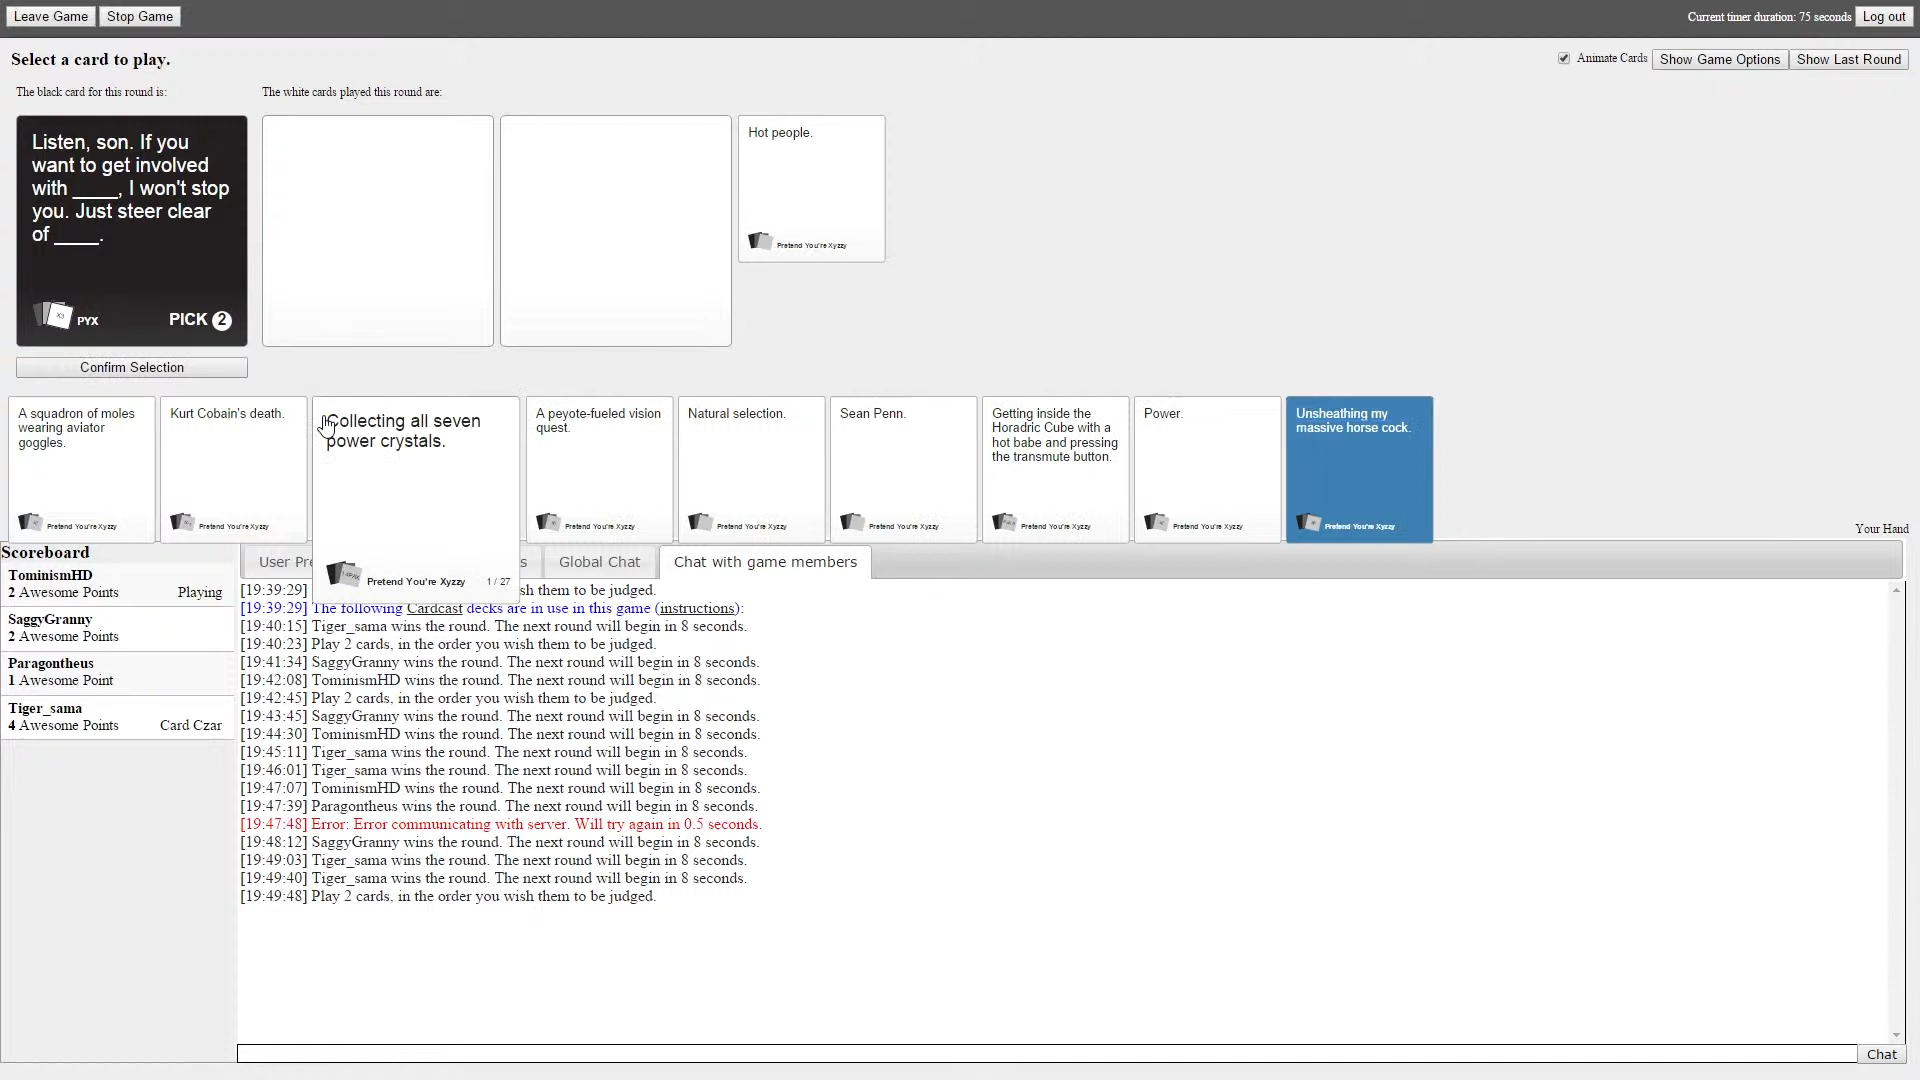 Leave Game Stop Game Current timer duration: 75 seconds Log out
Select a card to play. Animate Cards Show Game Options Show Last Round
The black card for this round is: The white cards played this round are:
Listen, son. If you
want to get involved
with ____, I won't stop
you. Just steer clear
of ____.
PYX PICK 2
Hot people.
Pretend You're Xyzzy
Confirm Selection
A squadron of moles
wearing aviator
goggles.
Pretend You're Xyzzy
Kurt Cobain's death.
Pretend You're Xyzzy
Collecting all seven
power crystals.
Pretend You're Xyzzy 1 / 27
A peyote-fueled vision
quest.
Pretend You're Xyzzy
Natural selection.
Pretend You're Xyzzy
Sean Penn.
Pretend You're Xyzzy
Getting inside the
Horadric Cube with a
hot babe and pressing
the transmute button.
Pretend You're Xyzzy
Power.
Pretend You're Xyzzy
Unsheathing my
massive horse cock.
Pretend You're Xyzzy
Your Hand
Scoreboard
TominismHD
2 Awesome Points Playing
SaggyGranny
2 Awesome Points
Paragontheus
1 Awesome Point
Tiger_sama
4 Awesome Points Card Czar
User Pre s Global Chat Chat with game members
[19:39:29] sh them to be judged.
[19:39:29] The following Cardcast decks are in use in this game (instructions):
[19:40:15] Tiger_sama wins the round. The next round will begin in 8 seconds.
[19:40:23] Play 2 cards, in the order you wish them to be judged.
[19:41:34] SaggyGranny wins the round. The next round will begin in 8 seconds.
[19:42:08] TominismHD wins the round. The next round will begin in 8 seconds.
[19:42:45] Play 2 cards, in the order you wish them to be judged.
[19:43:45] SaggyGranny wins the round. The next round will begin in 8 seconds.
[19:44:30] TominismHD wins the round. The next round will begin in 8 seconds.
[19:45:11] Tiger_sama wins the round. The next round will begin in 8 seconds.
[19:46:01] Tiger_sama wins the round. The next round will begin in 8 seconds.
[19:47:07] TominismHD wins the round. The next round will begin in 8 seconds.
[19:47:39] Paragontheus wins the round. The next round will begin in 8 seconds.
[19:47:48] Error: Error communicating with server. Will try again in 0.5 seconds.
[19:48:12] SaggyGranny wins the round. The next round will begin in 8 seconds.
[19:49:03] Tiger_sama wins the round. The next round will begin in 8 seconds.
[19:49:40] Tiger_sama wins the round. The next round will begin in 8 seconds.
[19:49:48] Play 2 cards, in the order you wish them to be judged.
Chat